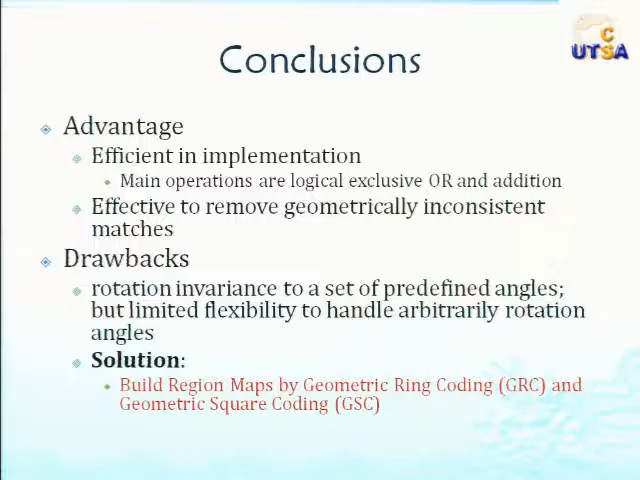 Conclusions
C
UTSA
Advantage
Efficient in implementation
Main operations are logical exclusive OR and addition
Effective to remove geometrically inconsistent
matches
Drawbacks
rotation invariance to a set of predefined angles;
but limited flexibility to handle arbitrarily rotation
angles
Solution:
Build Region Maps by Geometric Ring Coding (GRC) and
Geometric Square Coding (GSC)